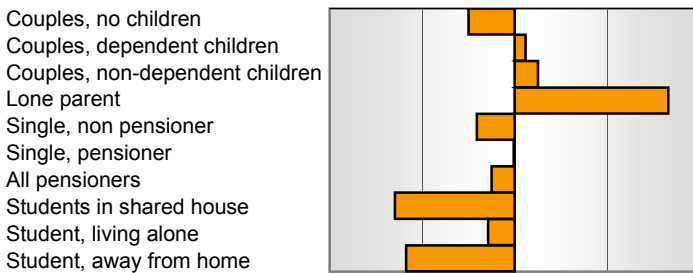 Couples, no children
Couples, dependent children
Couples, non-dependent children
Lone parent
Single, non pensioner
Single, pensioner
All pensioners
Students in shared house
Student, living alone
Student, away from home